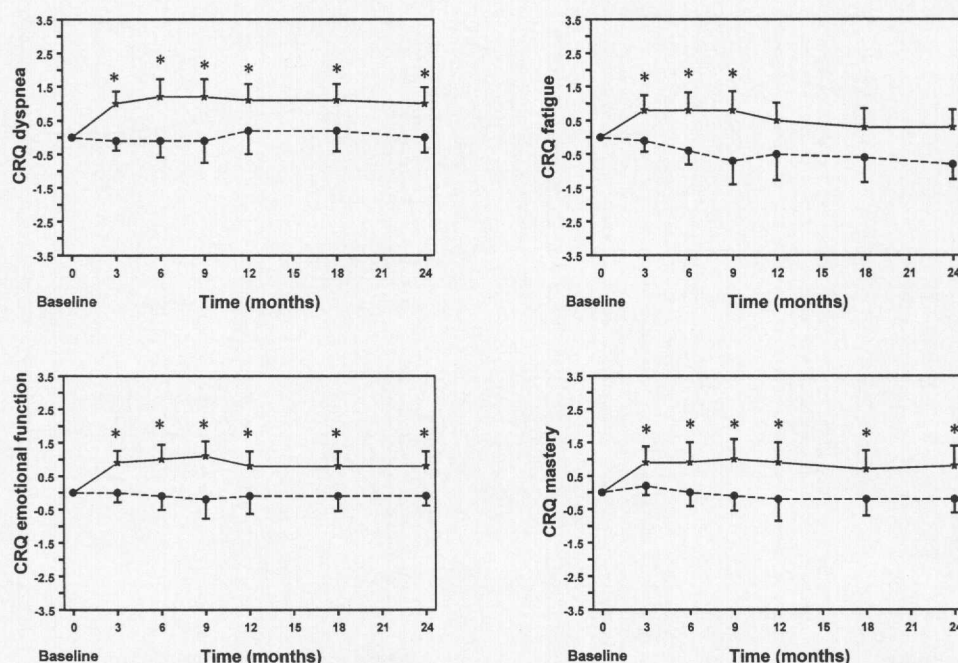 CRQ dyspnea
3.5
2.5
1.5
0.5
-0.5
-1.5
-2.5
-3.5
* * * * * *
0 3 6 9 12 15 18 21 24
Baseline Time (months)
CRQ fatigue
3.5
2.5
1.5
0.5
-0.5
-1.5
-2.5
-3.5
* * *
0 3 6 9 12 15 18 21 24
Baseline Time (months)
CRQ emotional function
3.5
2.5
1.5
0.5
-0.5
-1.5
-2.5
-3.5
* * * * * *
0 3 6 9 12 15 18 21 24
Baseline Time (months)
CRQ mastery
3.5
2.5
1.5
0.5
-0.5
-1.5
-2.5
-3.5
* * * * * *
0 3 6 9 12 15 18 21 24
Baseline Time (months)